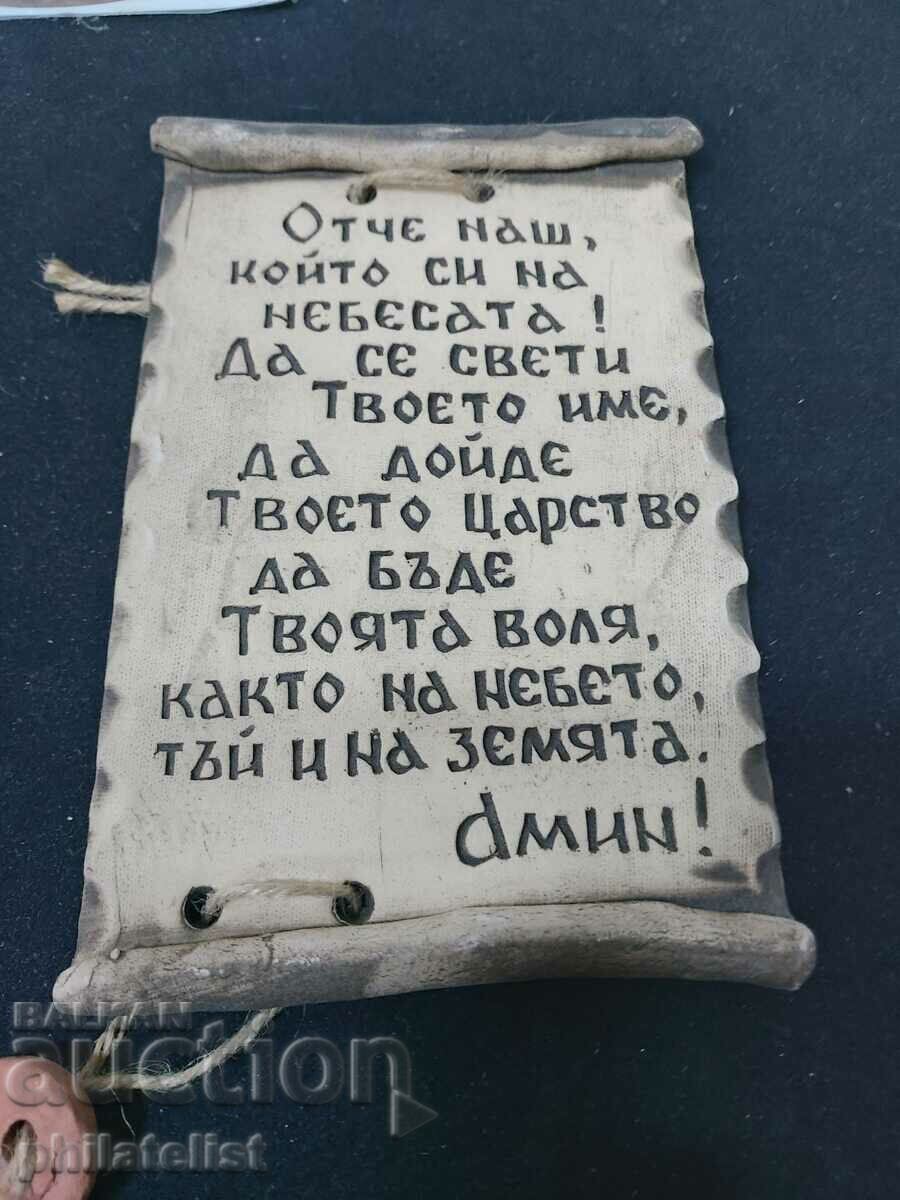 Отче наш,
който си на
небесата!
Да се свети
Твоето име,
да дойде
Твоето царство
да бъде
Твоята воля,
както на небето,
тъй и на земята.
Амин!
BALKAN
auction
philatelist